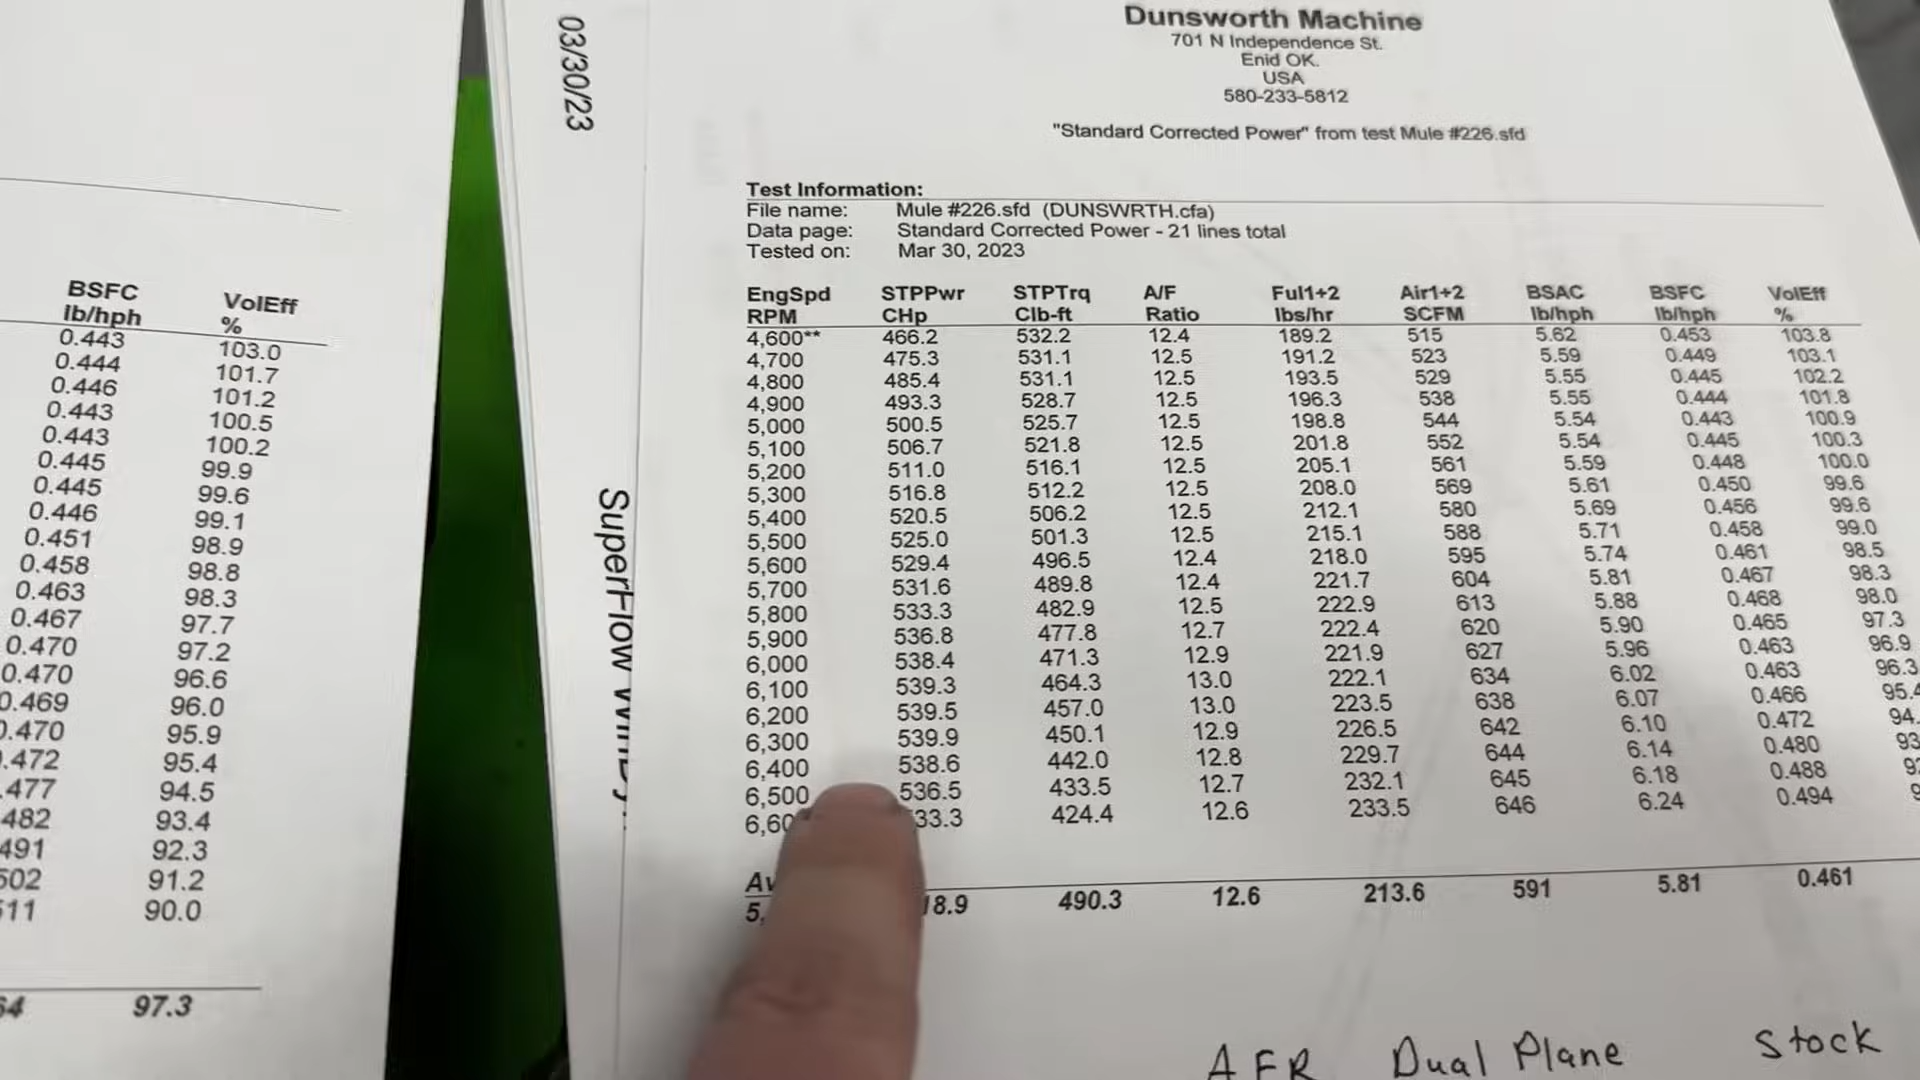 BSFC VolEff
lb/hph %
0.443 103.0
0.444 101.7
0.446 101.2
0.443 100.5
0.443 100.2
0.445 99.9
0.445 99.6
0.446 99.1
0.451 98.9
0.458 98.8
0.463 98.3
0.467 97.7
0.470 97.2
0.470 96.6
0.469 96.0
0.470 95.9
.472 95.4
.477 94.5
482 93.4
491 92.3
502 91.2
11 90.0
97.3
03/30/23
SuperFlow
Dunsworth Machine
701 N Independence St.
Enid OK.
USA
580-233-5812
"Standard Corrected Power" from test Mule #226.sfd
Test Information:
File name: Mule #226.sfd (DUNSWRTH.cfa)
Data page: Standard Corrected Power - 21 lines total
Tested on: Mar 30, 2023
EngSpd STPPwr STPTrq A/F Ful1+2 Air1+2 BSAC BSFC VolEff
RPM CHp Clb-ft Ratio lbs/hr SCFM lb/hph lb/hph %
4,600** 466.2 532.2 12.4 189.2 515 5.62 0.453 103.8
4,700 475.3 531.1 12.5 191.2 523 5.59 0.449 103.1
4,800 485.4 531.1 12.5 193.5 529 5.55 0.445 102.2
4,900 493.3 528.7 12.5 196.3 538 5.55 0.444 101.8
5,000 500.5 525.7 12.5 198.8 544 5.54 0.443 100.9
5,100 506.7 521.8 12.5 201.8 552 5.54 0.445 100.3
5,200 511.0 516.1 12.5 205.1 561 5.59 0.448 100.0
5,300 516.8 512.2 12.5 208.0 569 5.61 0.450 99.6
5,400 520.5 506.2 12.5 212.1 580 5.69 0.456 99.6
5,500 525.0 501.3 12.5 215.1 588 5.71 0.458 99.0
5,600 529.4 496.5 12.4 218.0 595 5.74 0.461 98.5
5,700 531.6 489.8 12.4 221.7 604 5.81 0.467 98.3
5,800 533.3 482.9 12.5 222.9 613 5.88 0.468 98.0
5,900 536.8 477.8 12.7 222.4 620 5.90 0.465 97.3
6,000 538.4 471.3 12.9 221.9 627 5.96 0.463 96.9
6,100 539.3 464.3 13.0 222.1 634 6.02 0.463 96.3
6,200 539.5 457.0 13.0 223.5 638 6.07 0.466 95.4
6,300 539.9 450.1 12.9 226.5 642 6.10 0.472 94.
6,400 538.6 442.0 12.8 229.7 644 6.14 0.480 93
6,500 536.5 433.5 12.7 232.1 645 6.18 0.488
6,60 33.3 424.4 12.6 233.5 646 6.24 0.494
Av
5, 18.9 490.3 12.6 213.6 591 5.81 0.461
AFR Dual Plane Stock